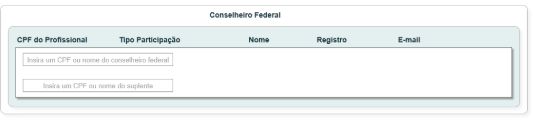 Conselheiro Federal
CPF do Profissional Tipo Participação Nome Registro E-mail
Insira um CPF ou nome do conselheiro federal
Insira um CPF ou nome do suplente